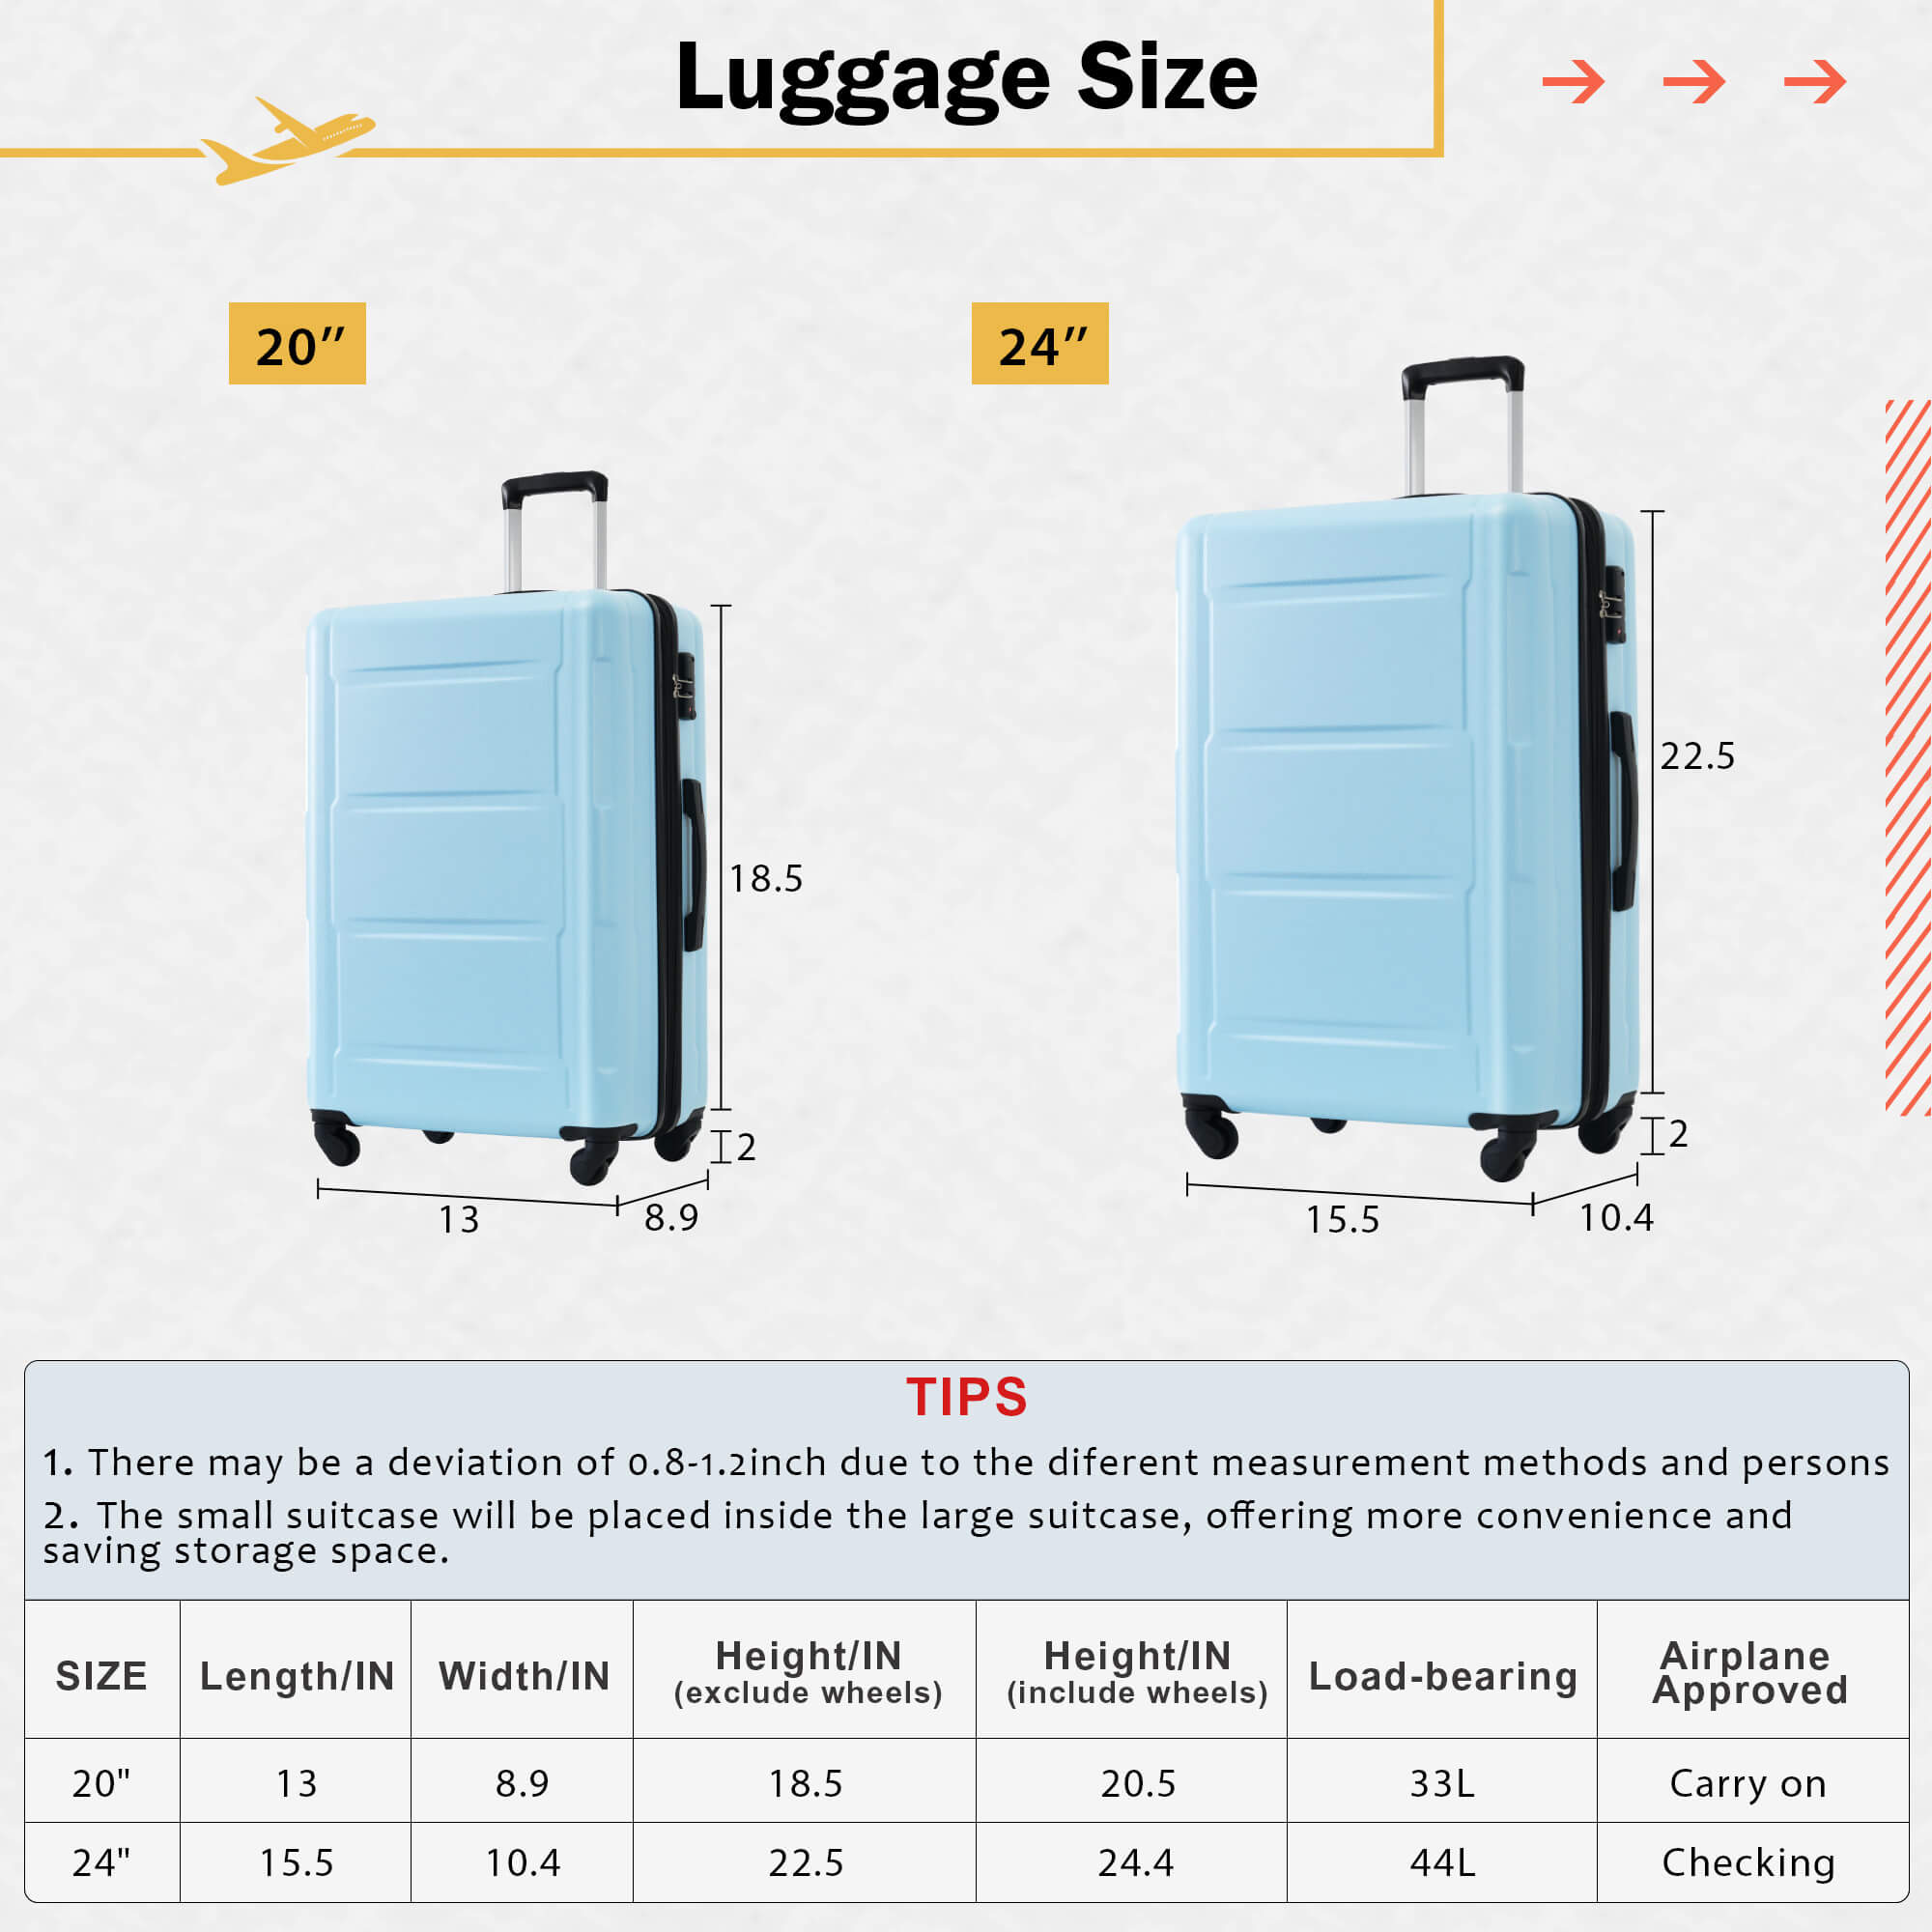 Luggage Size
20’’
24’’
22.5
18.5
2
2
13
8.9
15.5
10.4
TIPS
1. There may be a deviation of 0.8-1.2inch due to the diferent measurement methods and persons
2. The small suitcase will be placed inside the large suitcase, offering more convenience and
saving storage space.
SIZE Length/IN Width/IN Height/IN (exclude wheels) Height/IN (include wheels) Load-bearing Airplane Approved
20" 13 8.9 18.5 20.5 33L Carry on
24" 15.5 10.4 22.5 24.4 44L Checking